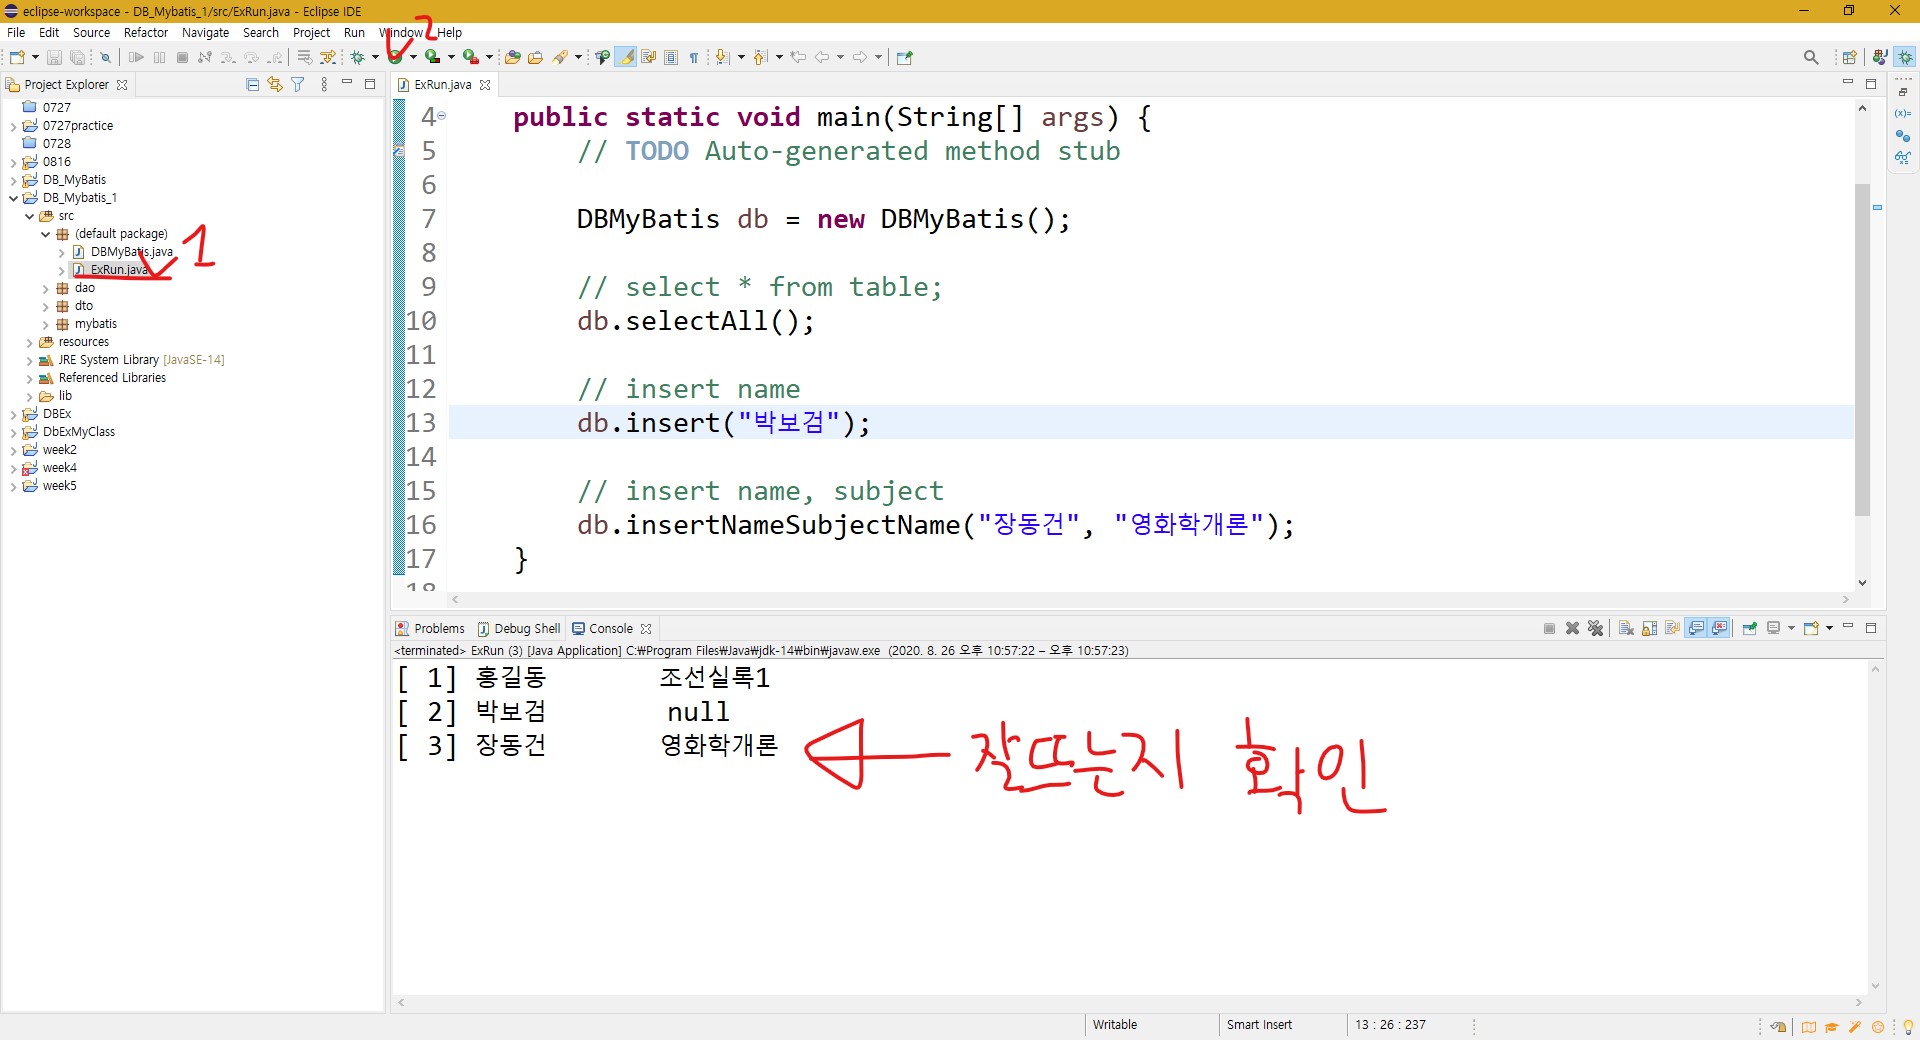 eclipse-workspace - DB_Mybatis_1/src/ExRun.java - Eclipse IDE
File Edit Source Refactor Navigate Search Project Run Window Help
2
Project Explorer
0727
0727practice
0728
0816
DB_MyBatis
DB_Mybatis_1
src
(default package)
DBMyBatis.java
1
ExRun.java
dao
dto
mybatis
resources
JRE System Library [JavaSE-14]
Referenced Libraries
lib
DBEx
DbExMyClass
week2
week4
week5
ExRun.java
4 public static void main(String[] args) {
5 // TODO Auto-generated method stub
6
7 DBMyBatis db = new DBMyBatis();
8
9 // select * from table;
10 db.selectAll();
11
12 // insert name
13 db.insert("박보검");
14
15 // insert name, subject
16 db.insertNameSubjectName("장동건", "영화학개론");
17 }
18
Problems Debug Shell Console
<terminated> ExRun (3) [Java Application] C:₩Program Files₩Java₩jdk-14₩bin₩javaw.exe (2020. 8. 26 오후 10:57:22 – 오후 10:57:23)
[ 1] 홍길동 조선실록1
[ 2] 박보검 null
[ 3] 장동건 영화학개론
잘뜨는지 확인
Writable Smart Insert 13 : 26 : 237